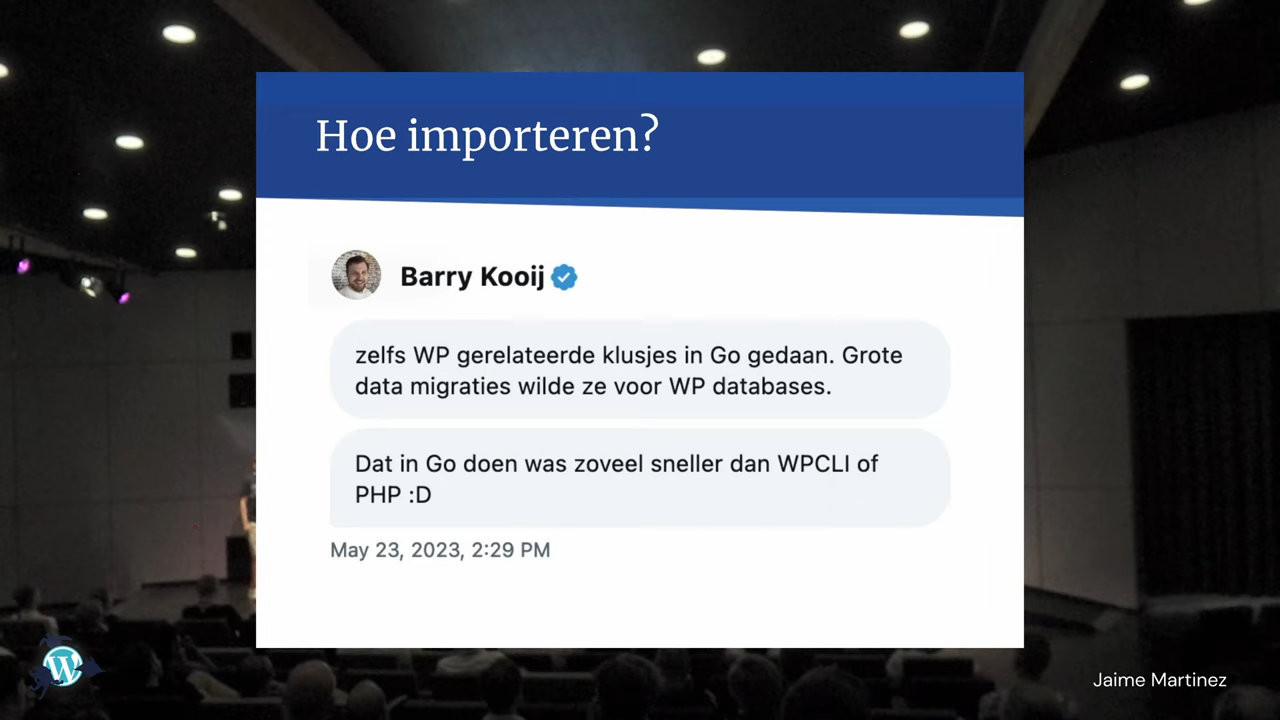 Hoe importeren?
Barry Kooij
zelfs WP gerelateerde klusjes in Go gedaan. Grote
data migraties wilde ze voor WP databases.
Dat in Go doen was zoveel sneller dan WPCLI of
PHP :D
May 23, 2023, 2:29 PM
Jaime Martinez